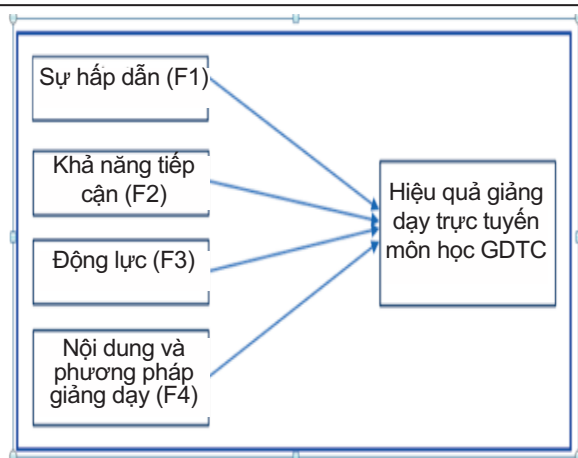 Sự hấp dẫn (F1)
Khả năng tiếp
cận (F2)
Động lực (F3)
Nội dung và
phương pháp
giảng dạy (F4)
Hiệu quả giảng
dạy trực tuyến
môn học GDTC